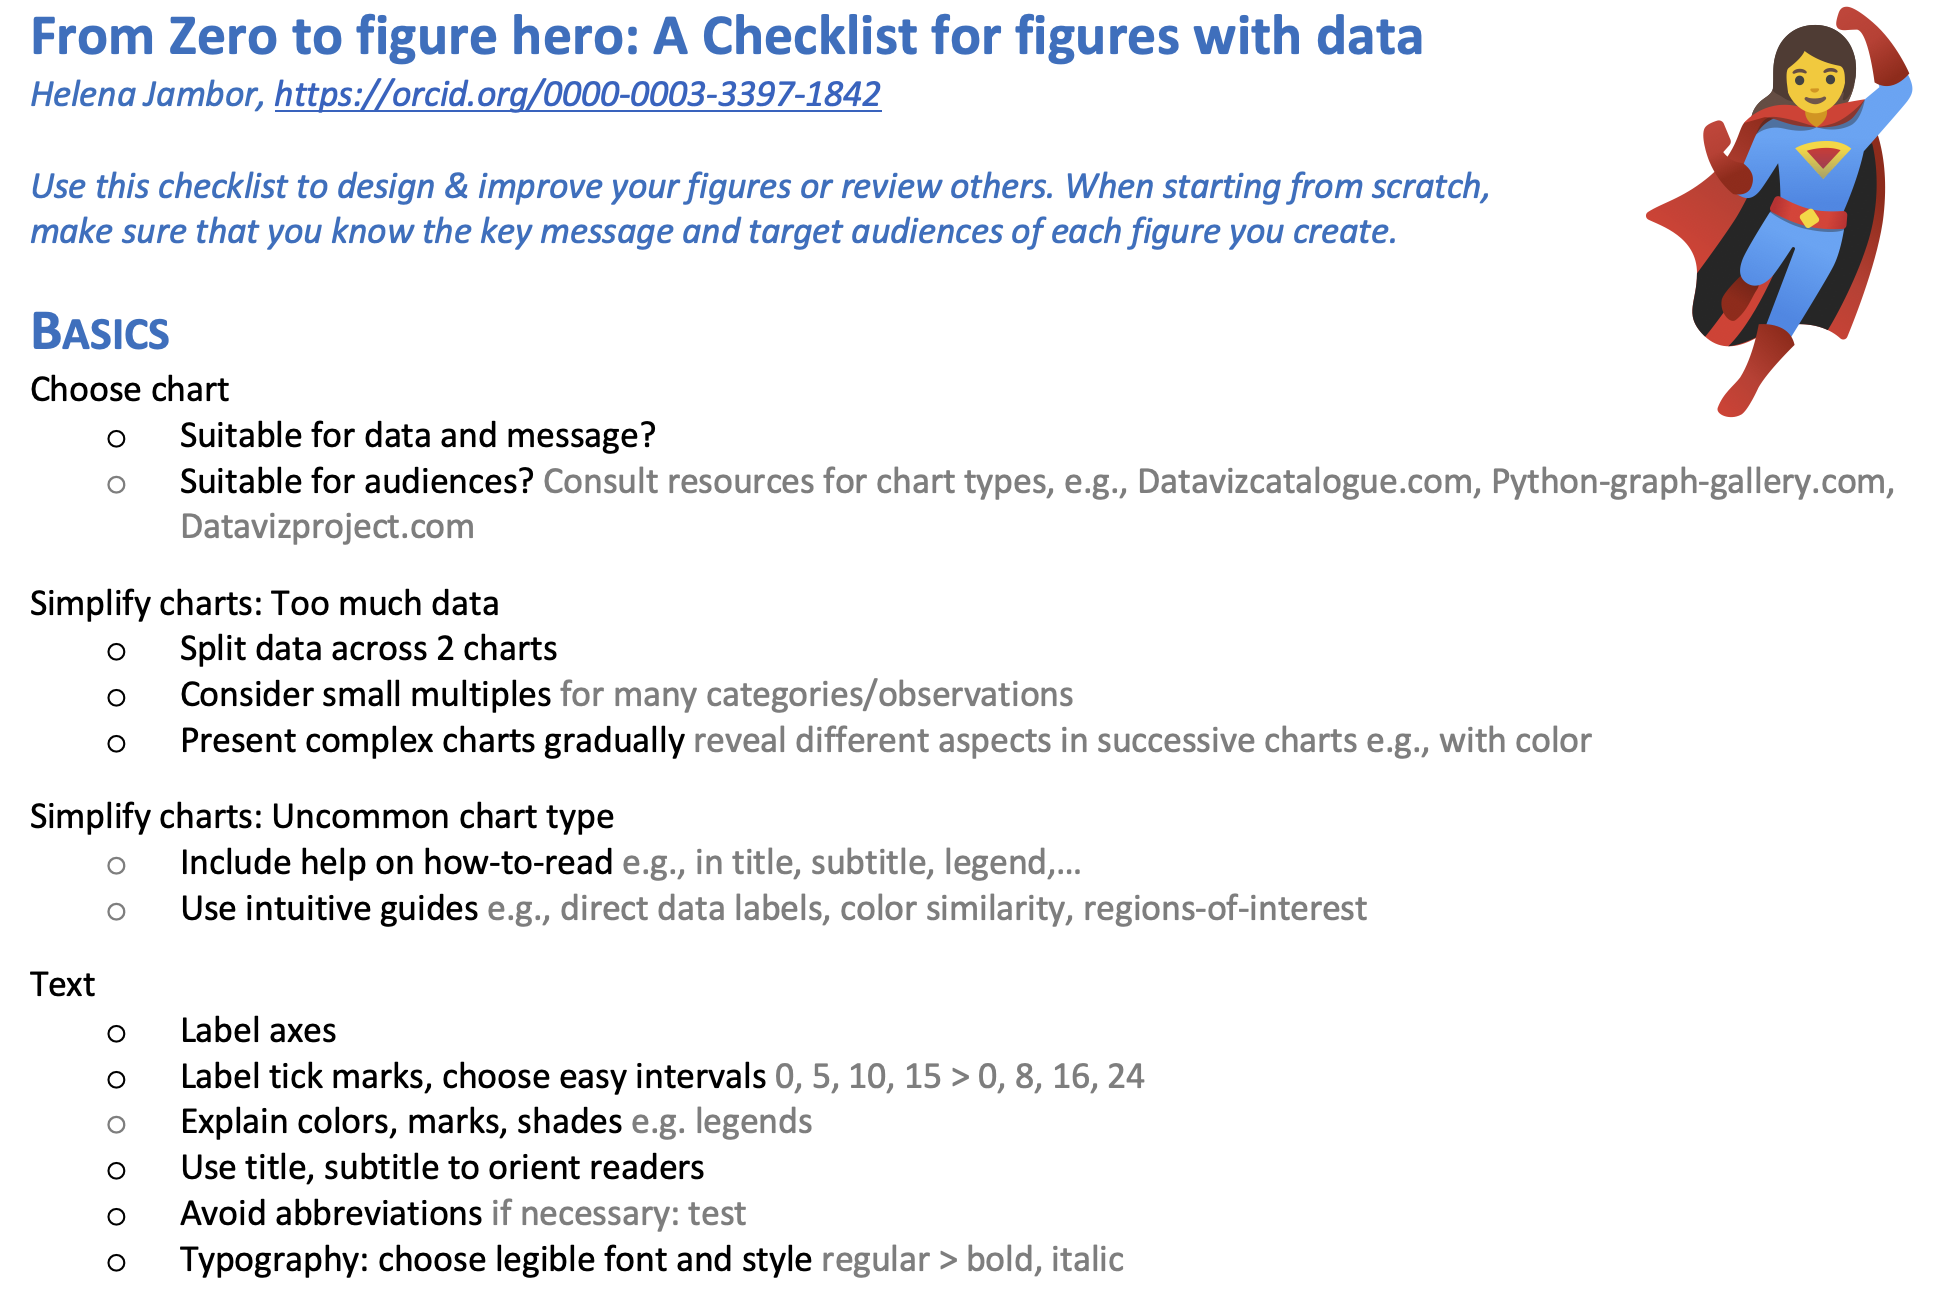 From Zero to figure hero: A Checklist for figures with data
Helena Jambor, https://orcid.org/0000-0003-3397-1842
Use this checklist to design & improve your figures or review others. When starting from scratch,
make sure that you know the key message and target audiences of each figure you create.
BASICS
Choose chart
o Suitable for data and message?
o Suitable for audiences? Consult resources for chart types, e.g., Datavizcatalogue.com, Python-graph-gallery.com,
Datavizproject.com
Simplify charts: Too much data
o Split data across 2 charts
o Consider small multiples for many categories/observations
o Present complex charts gradually reveal different aspects in successive charts e.g., with color
Simplify charts: Uncommon chart type
o Include help on how-to-read e.g., in title, subtitle, legend,...
o Use intuitive guides e.g., direct data labels, color similarity, regions-of-interest
Text
o Label axes
o Label tick marks, choose easy intervals 0, 5, 10, 15 > 0, 8, 16, 24
o Explain colors, marks, shades e.g. legends
o Use title, subtitle to orient readers
o Avoid abbreviations if necessary: test
o Typography: choose legible font and style regular > bold, italic